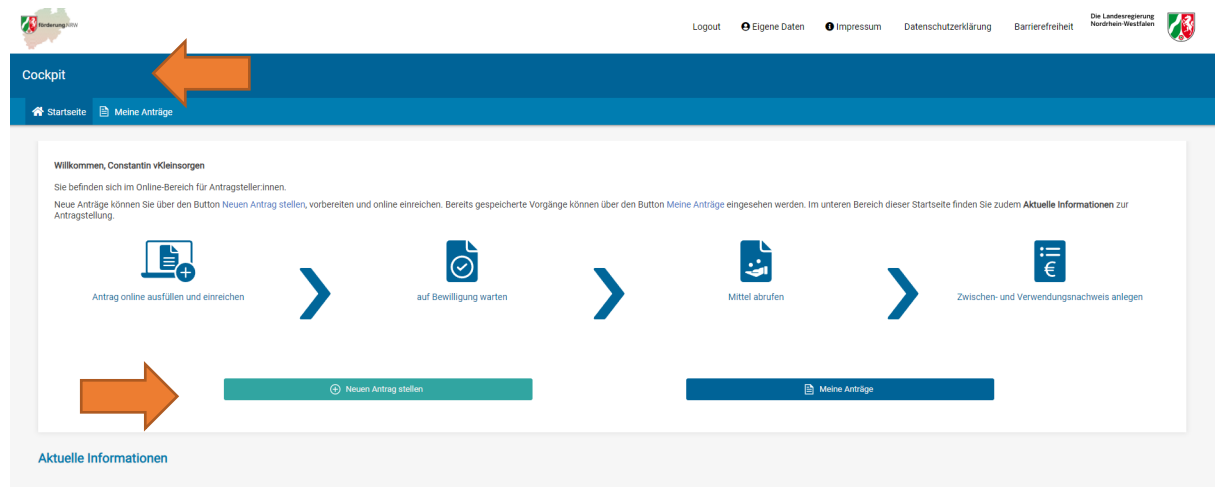 förderung.NRW
Logout
Eigene Daten
Impressum
Datenschutzerklärung
Barrierefreiheit
Die Landesregierung
Nordrhein-Westfalen
Cockpit
Startseite
Meine Anträge
Willkommen, Constantin vKleinsorgen
Sie befinden sich im Online-Bereich für Antragsteller:innen.
Neue Anträge können Sie über den Button Neuen Antrag stellen, vorbereiten und online einreichen. Bereits gespeicherte Vorgänge können über den Button Meine Anträge eingesehen werden. Im unteren Bereich dieser Startseite finden Sie zudem Aktuelle Informationen zur
Antragstellung.
Antrag online ausfüllen und einreichen
auf Bewilligung warten
Mittel abrufen
€
Zwischen- und Verwendungsnachweis anlegen
Neuen Antrag stellen
Meine Anträge
Aktuelle Informationen